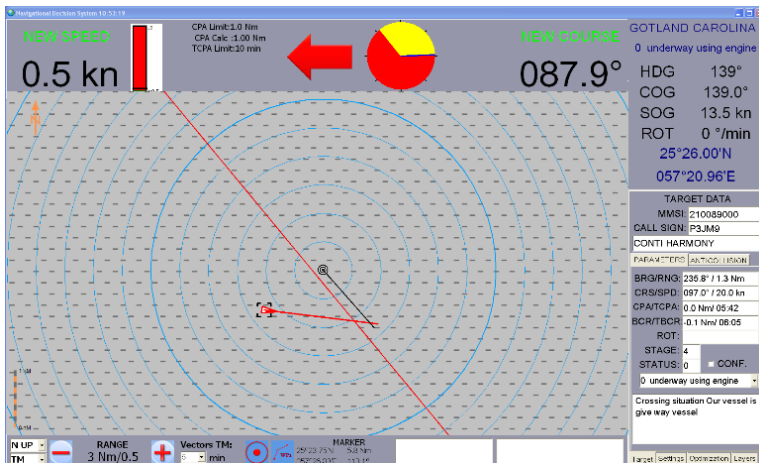 Navigational Decision System 10:53:19
NEW SPEED
0.5 kn
CPA Limit:1.0 Nm
CPA Calc :1.00 Nm
TCPA Limit:10 min
NEW COURSE
087.9°
GOTLAND CAROLINA
0 underway using engine
HDG 139°
COG 139.0°
SOG 13.5 kn
ROT 0 °/min
25°26.00'N
057°20.96'E
TARGET DATA
MMSI: 210089000
CALL SIGN: P3JM9
CONTI HARMONY
PARAMETERS ANTICOLLISION
BRG/RNG: 235.8° / 1.3 Nm
CRS/SPD: 097.0° / 20.0 kn
CPA/TCPA: 0.0 Nm/ 05:42
BCR/TBCR: -0.1 Nm/ 06:05
ROT:
STAGE: 4
STATUS: 0 CONF.
0 underway using engine
Crossing situation Our vessel is
give way vessel
Target Settings Optimization Layers
N UP
TM
RANGE
3 Nm/0.5
Vectors TM:
6 min
MARKER
5.8 Nm